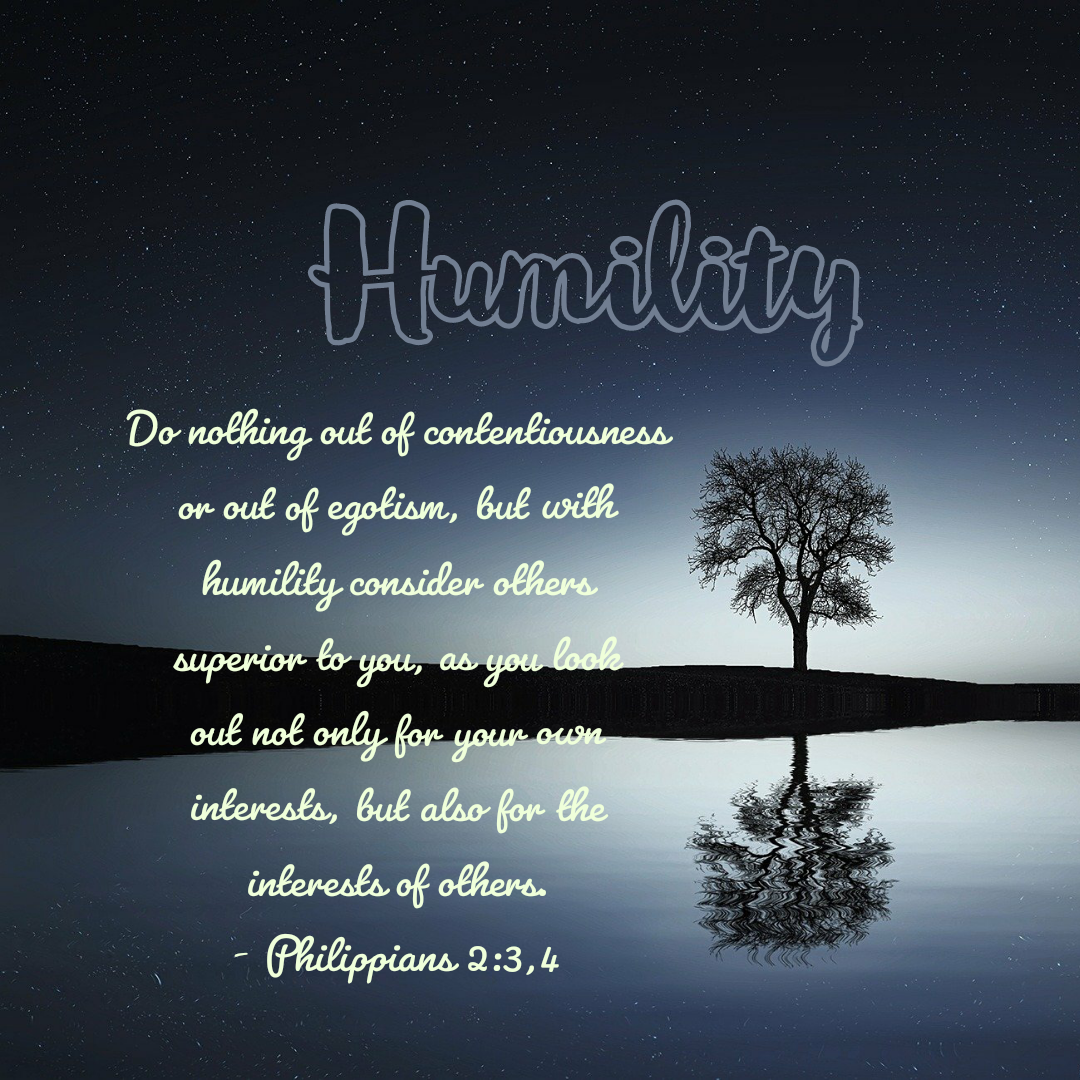 Humility
Do nothing out of contentiousness
or out of egotism, but with
humility consider others
superior to you, as you look
out not only for your own
interests, but also for the
interests of others.
- Philippians 2:3,4